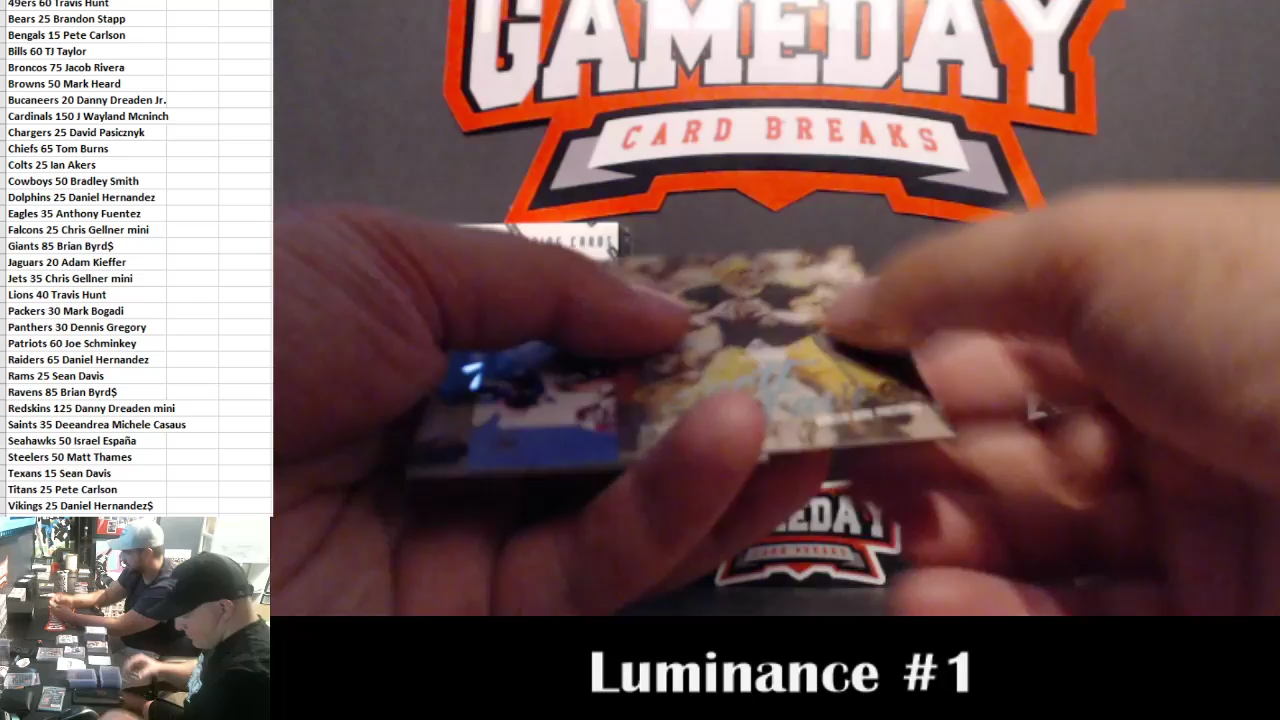 49ers 60 Travis Hunt
Bears 25 Brandon Stapp
Bengals 15 Pete Carlson
Bills 60 TJ Taylor
Broncos 75 Jacob Rivera
Browns 50 Mark Heard
Bucaneers 20 Danny Dreaden Jr.
Cardinals 150 J Wayland Mcninch
Chargers 25 David Pasicznyk
Chiefs 65 Tom Burns
Colts 25 Ian Akers
Cowboys 50 Bradley Smith
Dolphins 25 Daniel Hernandez
Eagles 35 Anthony Fuentez
Falcons 25 Chris Gellner mini
Giants 85 Brian Byrd$
Jaguars 20 Adam Kieffer
Jets 35 Chris Gellner mini
Lions 40 Travis Hunt
Packers 30 Mark Bogadi
Panthers 30 Dennis Gregory
Patriots 60 Joe Schminkey
Raiders 65 Daniel Hernandez
Rams 25 Sean Davis
Ravens 85 Brian Byrd$
Redskins 125 Danny Dreaden mini
Saints 35 Deeandrea Michele Casaus
Seahawks 50 Israel España
Steelers 50 Matt Thames
Texans 15 Sean Davis
Titans 25 Pete Carlson
Vikings 25 Daniel Hernandez$
GAMEDAY
CARD BREAKS
CARDS
Luminance #1